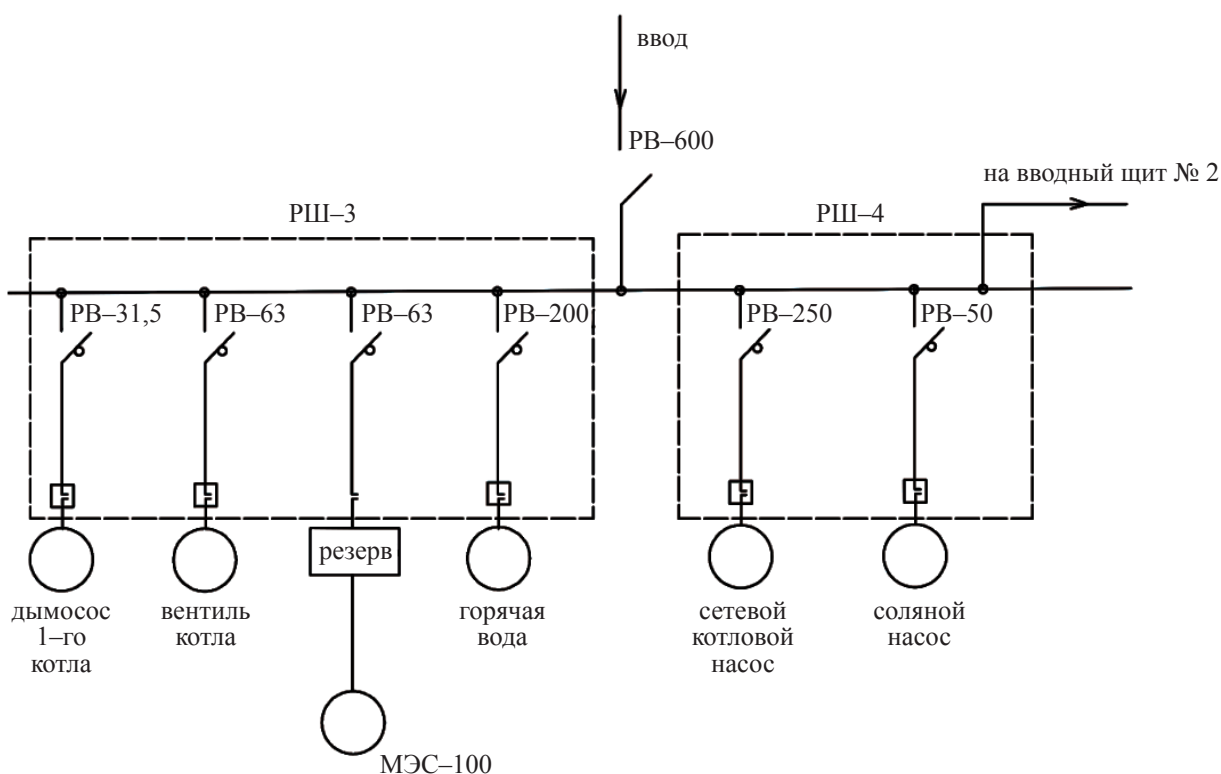 ввод
РВ–600
на вводный щит № 2
РШ–3
РШ–4
РВ–31,5
РВ–63
РВ–63
РВ–200
РВ–250
РВ–50
дымосос
1–го
котла
вентиль
котла
резерв
горячая
вода
сетевой
котловой
насос
соляной
насос
МЭС–100